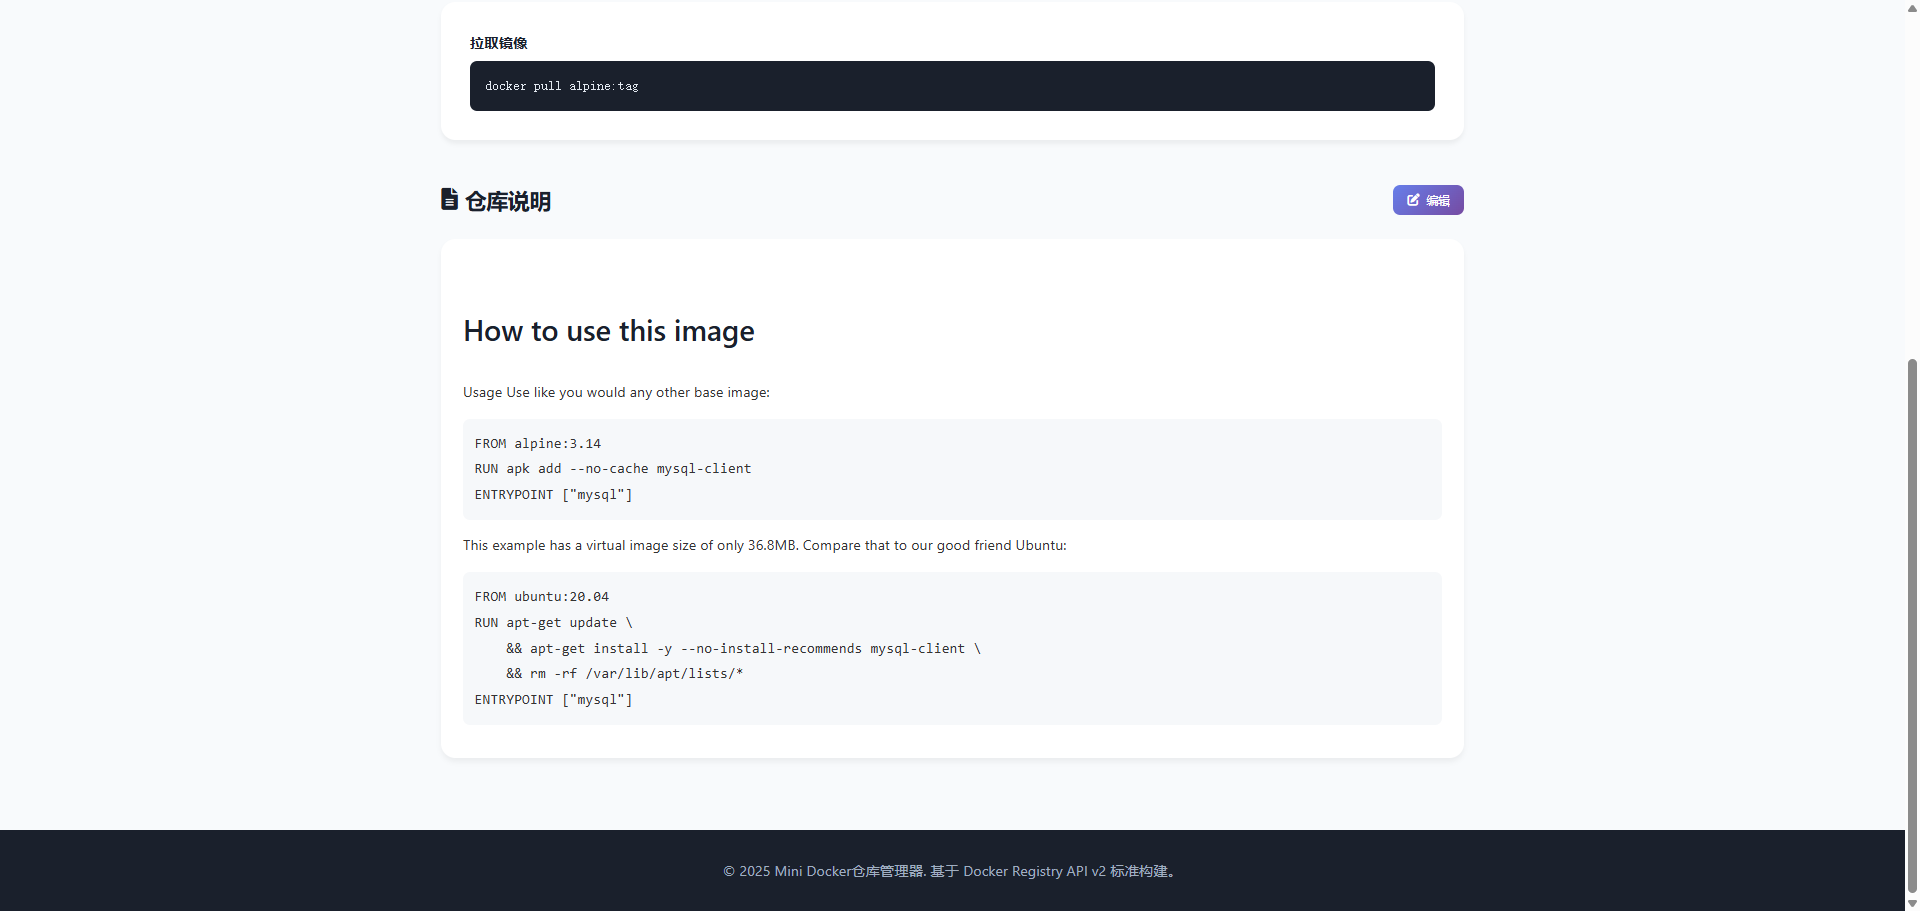 拉取镜像
docker pull alpine:tag
仓库说明
编辑
How to use this image
Usage Use like you would any other base image:
FROM alpine:3.14
RUN apk add --no-cache mysql-client
ENTRYPOINT ["mysql"]
This example has a virtual image size of only 36.8MB. Compare that to our good friend Ubuntu:
FROM ubuntu:20.04
RUN apt-get update \
    && apt-get install -y --no-install-recommends mysql-client \
    && rm -rf /var/lib/apt/lists/*
ENTRYPOINT ["mysql"]
© 2025 Mini Docker仓库管理器. 基于 Docker Registry API v2 标准构建。